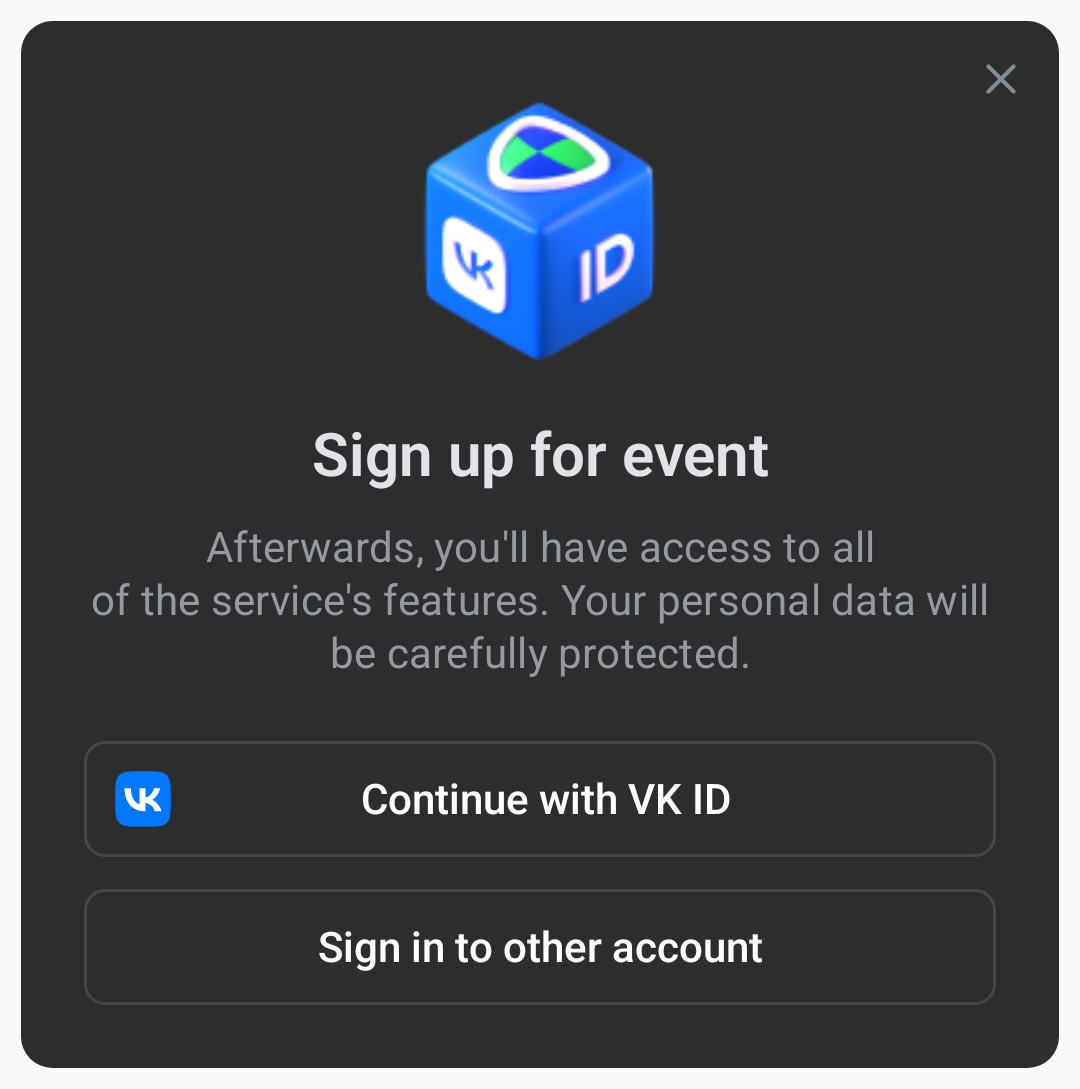 VK
ID
Sign up for event
Afterwards, you'll have access to all
of the service's features. Your personal data will
be carefully protected.
VK
Continue with VK ID
Sign in to other account